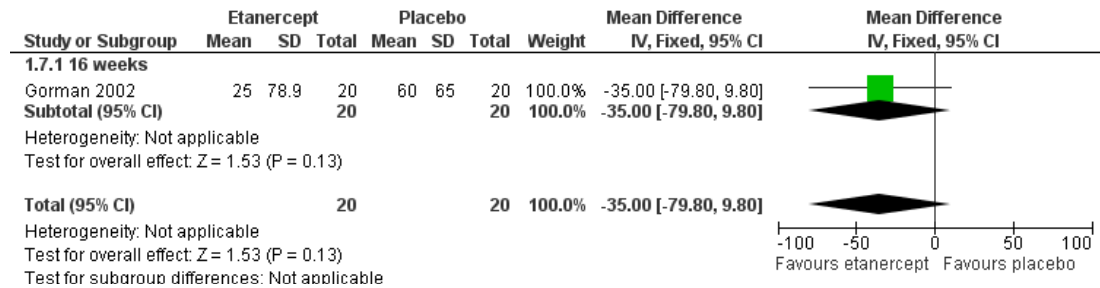 Etanercept Placebo Mean Difference Mean Difference
Study or Subgroup Mean SD Total Mean SD Total Weight IV, Fixed, 95% CI IV, Fixed, 95% CI
1.7.1 16 weeks
Gorman 2002 25 78.9 20 60 65 20 100.0% -35.00 [-79.80, 9.80]
Subtotal (95% CI) 20 20 100.0% -35.00 [-79.80, 9.80]
Heterogeneity: Not applicable
Test for overall effect: Z = 1.53 (P = 0.13)
Total (95% CI) 20 20 100.0% -35.00 [-79.80, 9.80]
Heterogeneity: Not applicable
Test for overall effect: Z = 1.53 (P = 0.13)
Test for subgroup differences: Not applicable
-100 -50 0 50 100
Favours etanercept Favours placebo